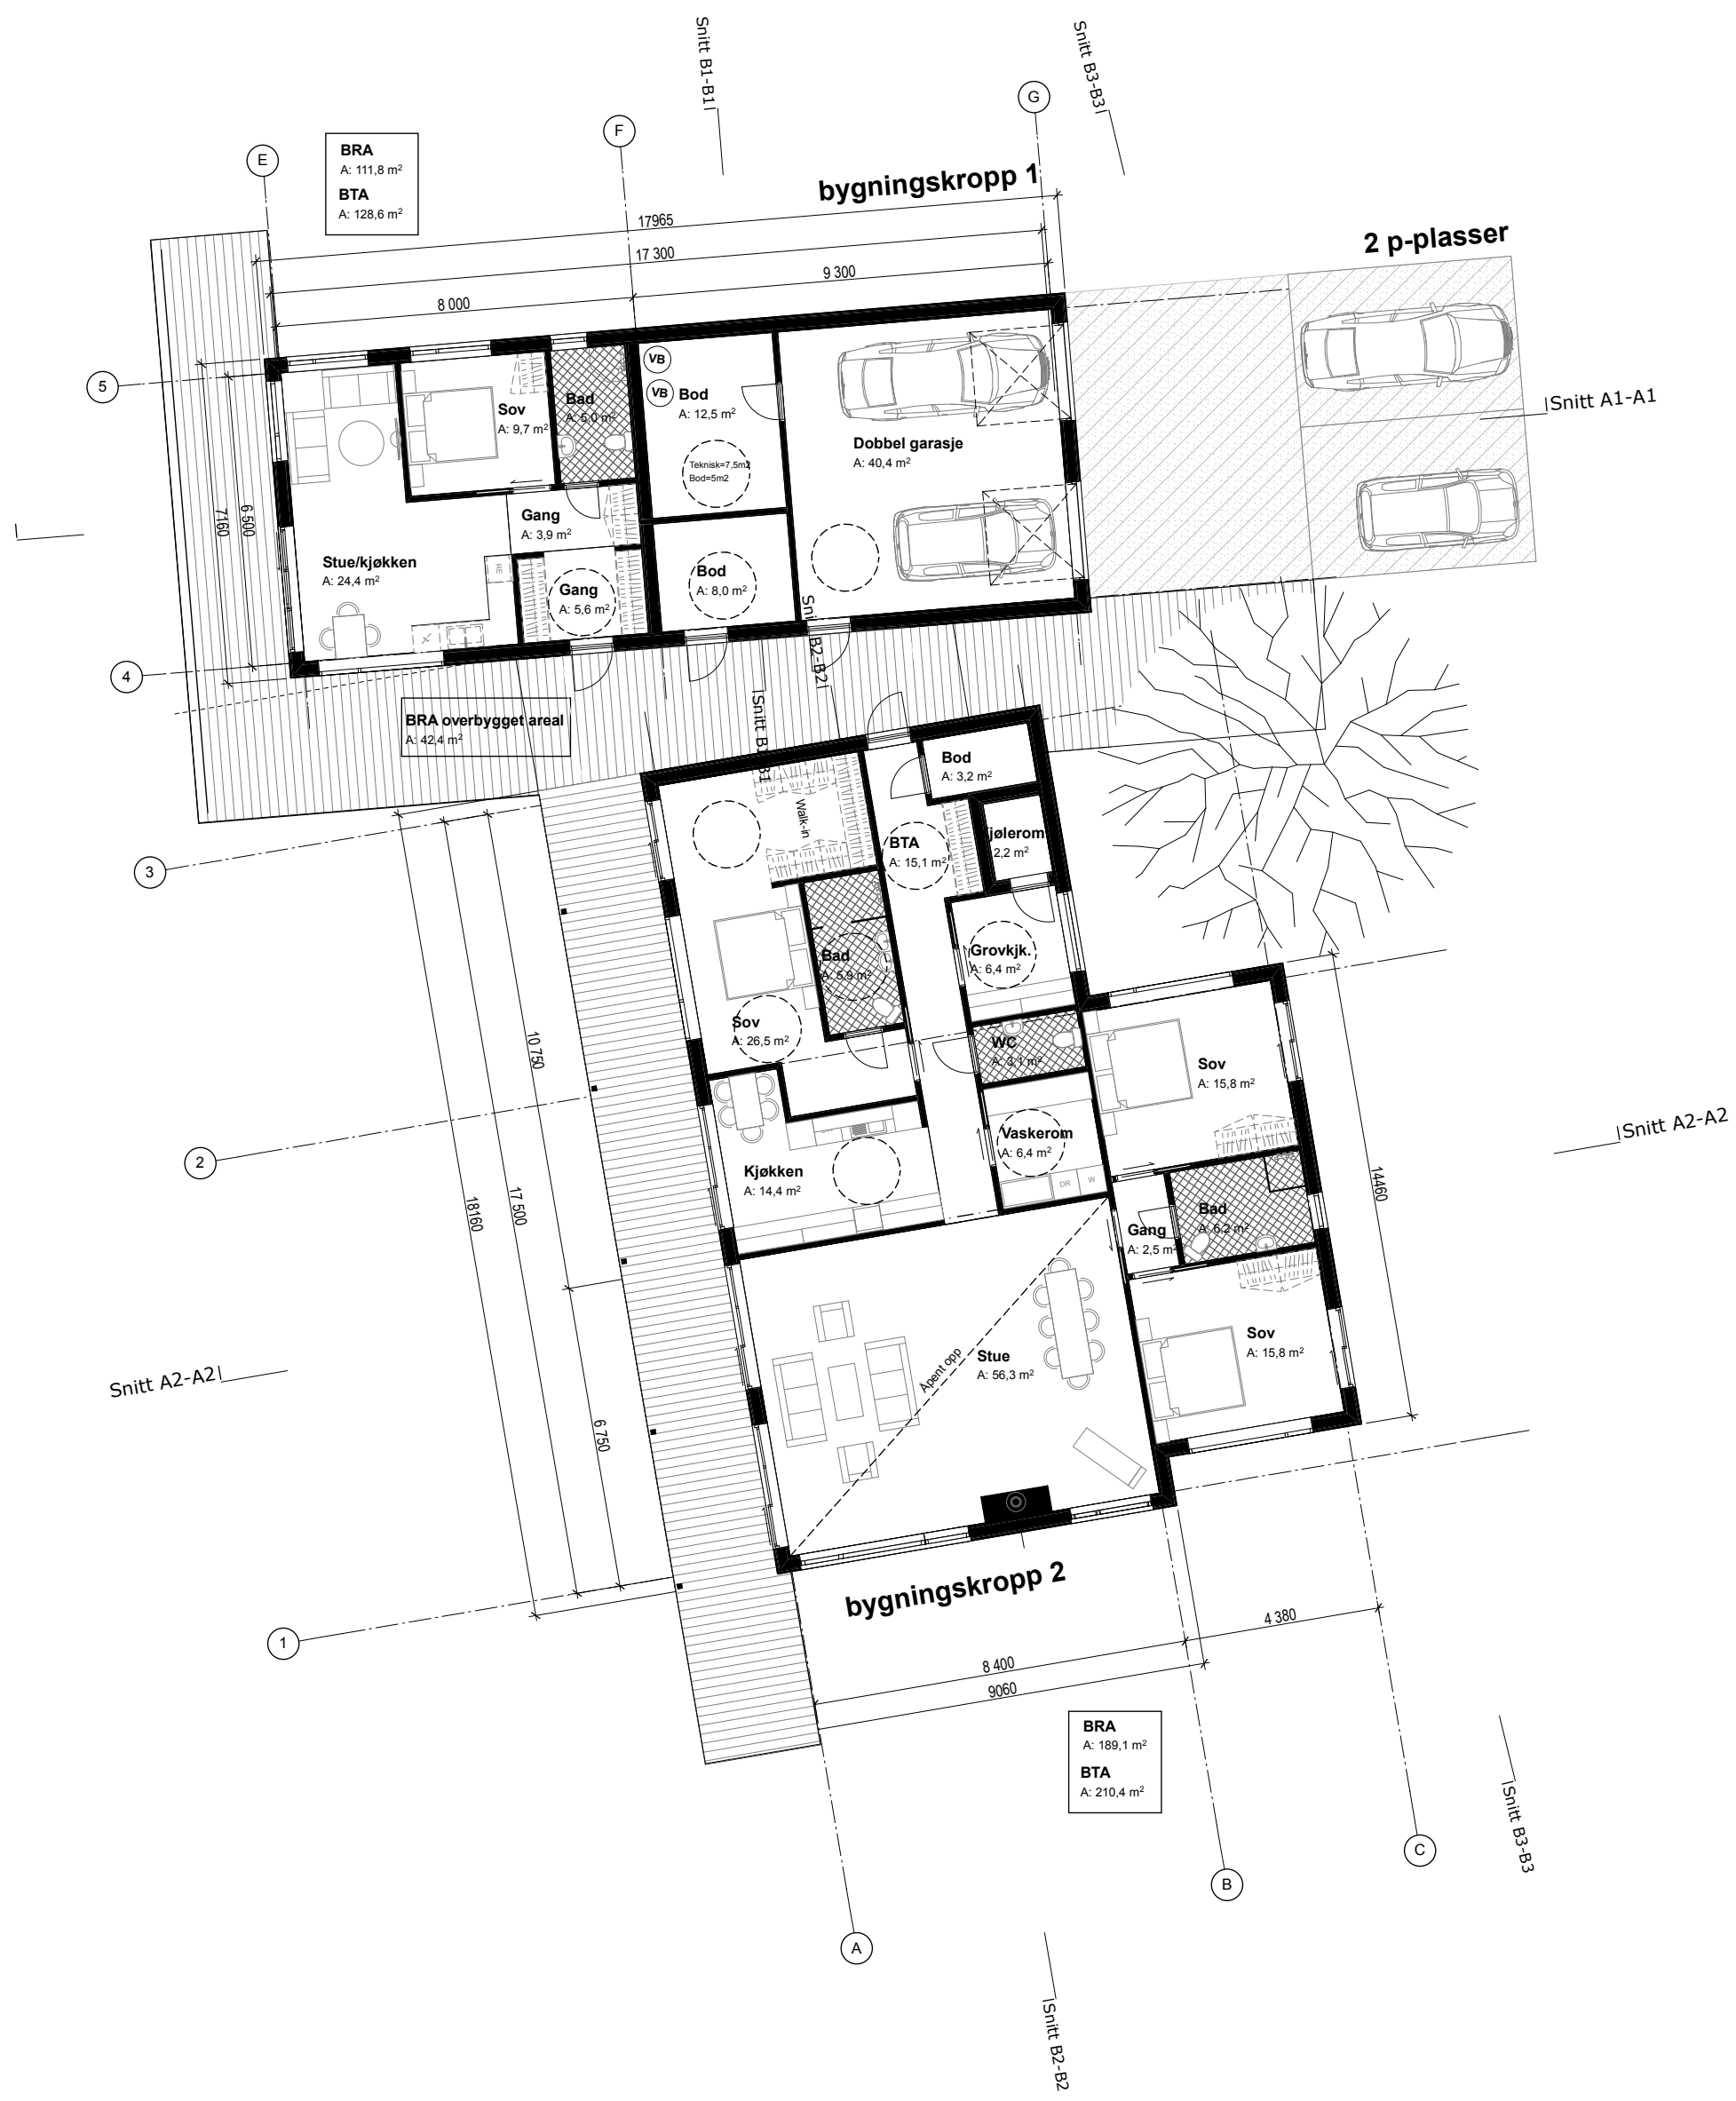 Snitt B1-B1
Snitt B3-B3
G
F
E
BRA
A: 111,8 m²
BTA
A: 128,6 m²
bygningskropp 1
17965
17 300
9 300
8 000
2 p-plasser
Snitt A1-A1
5
4
7160
6 500
VB
VB
Sov
A: 9,7 m²
Bad
A: 5,0 m²
Bod
A: 12,5 m²
Teknisk=7,5m2
Bod=5m2
Dobbel garasje
A: 40,4 m²
Gang
A: 3,9 m²
Stue/kjøkken
A: 24,4 m²
RE
Gang
A: 5,6 m²
Bod
A: 8,0 m²
B2-B2
BRA overbygget areal
A: 42,4 m²
3
2
1
Walk-in
Bod
A: 3,2 m²
BTA
A: 15,1 m²
2,2 m²
Bad
A: 5,9 m²
Grovkjk.
A: 6,4 m²
Sov
A: 26,5 m²
WC
A: 3,1 m²
Sov
A: 15,8 m²
Kjøkken
A: 14,4 m²
Vaskerom
A: 6,4 m²
DR
W
Gang
A: 2,5 m²
Bad
A: 6,2 m²
Stue
A: 56,3 m²
Åpent opp
Sov
A: 15,8 m²
10 750
17 500
18160
6 750
14460
Snitt A2-A2
Snitt A2-A2
bygningskropp 2
4 380
8 400
9060
BRA
A: 189,1 m²
BTA
A: 210,4 m²
A
B
C
Snitt B3-B3
Snitt B2-B2